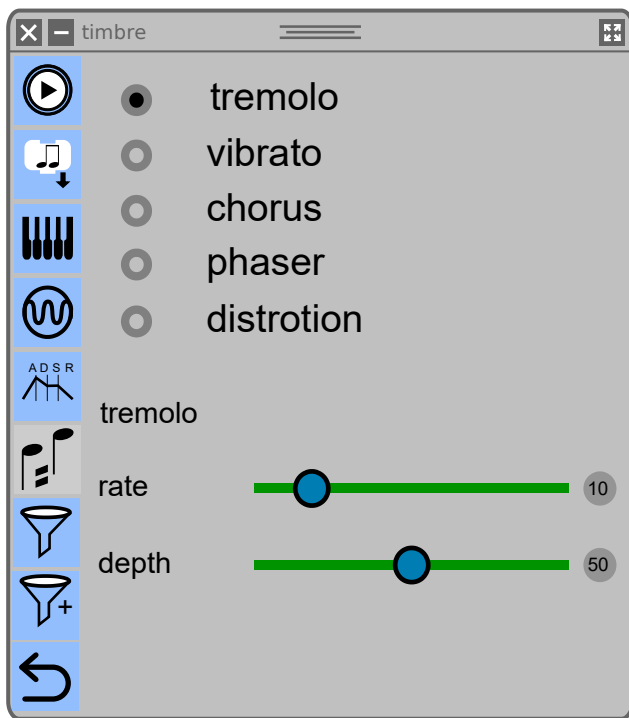 timbre
tremolo
vibrato
chorus
phaser
distrotion
A D S R
tremolo
rate
10
depth
50